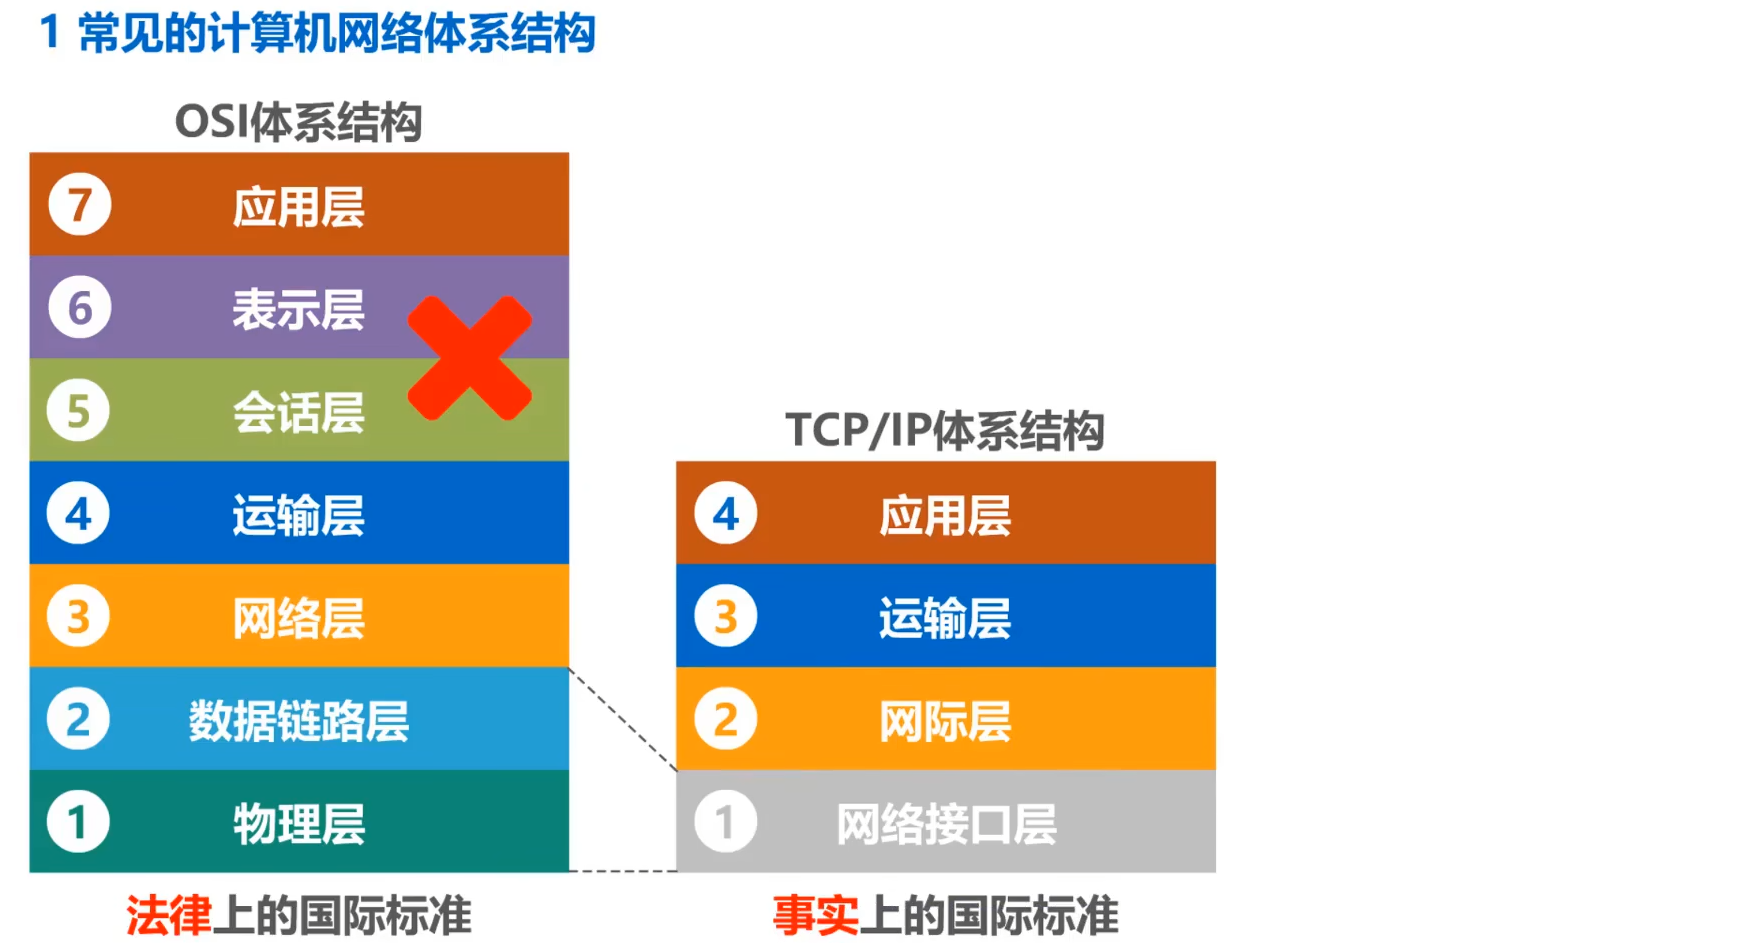 1 常见的计算机网络体系结构
OSI体系结构
7 应用层
6 表示层
5 会话层
4 运输层
3 网络层
2 数据链路层
1 物理层
法律上的国际标准
TCP/IP体系结构
4 应用层
3 运输层
2 网际层
1 网络接口层
事实上的国际标准